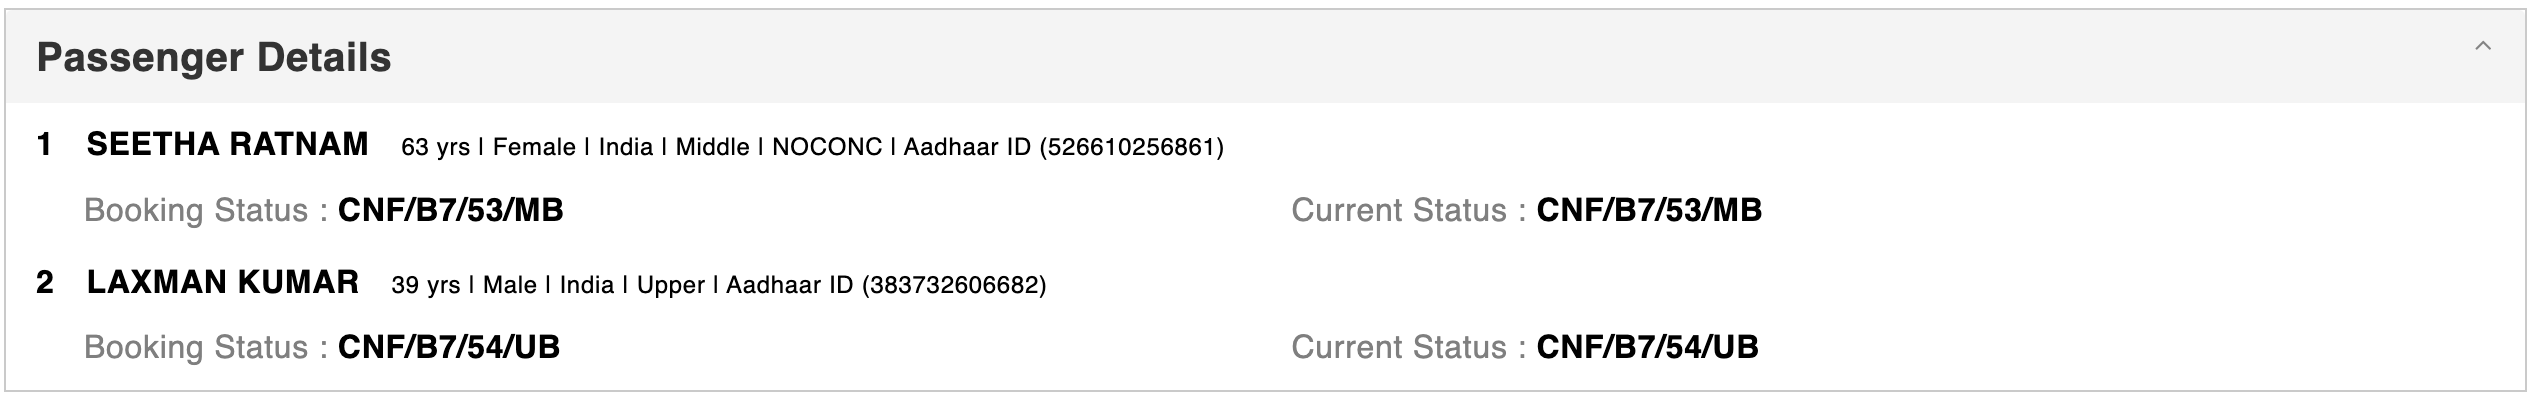 Passenger Details
1 SEETHA RATNAM 63 yrs | Female | India | Middle | NOCONC | Aadhaar ID (526610256861)
Booking Status : CNF/B7/53/MB Current Status : CNF/B7/53/MB
2 LAXMAN KUMAR 39 yrs | Male | India | Upper | Aadhaar ID (383732606682)
Booking Status : CNF/B7/54/UB Current Status : CNF/B7/54/UB